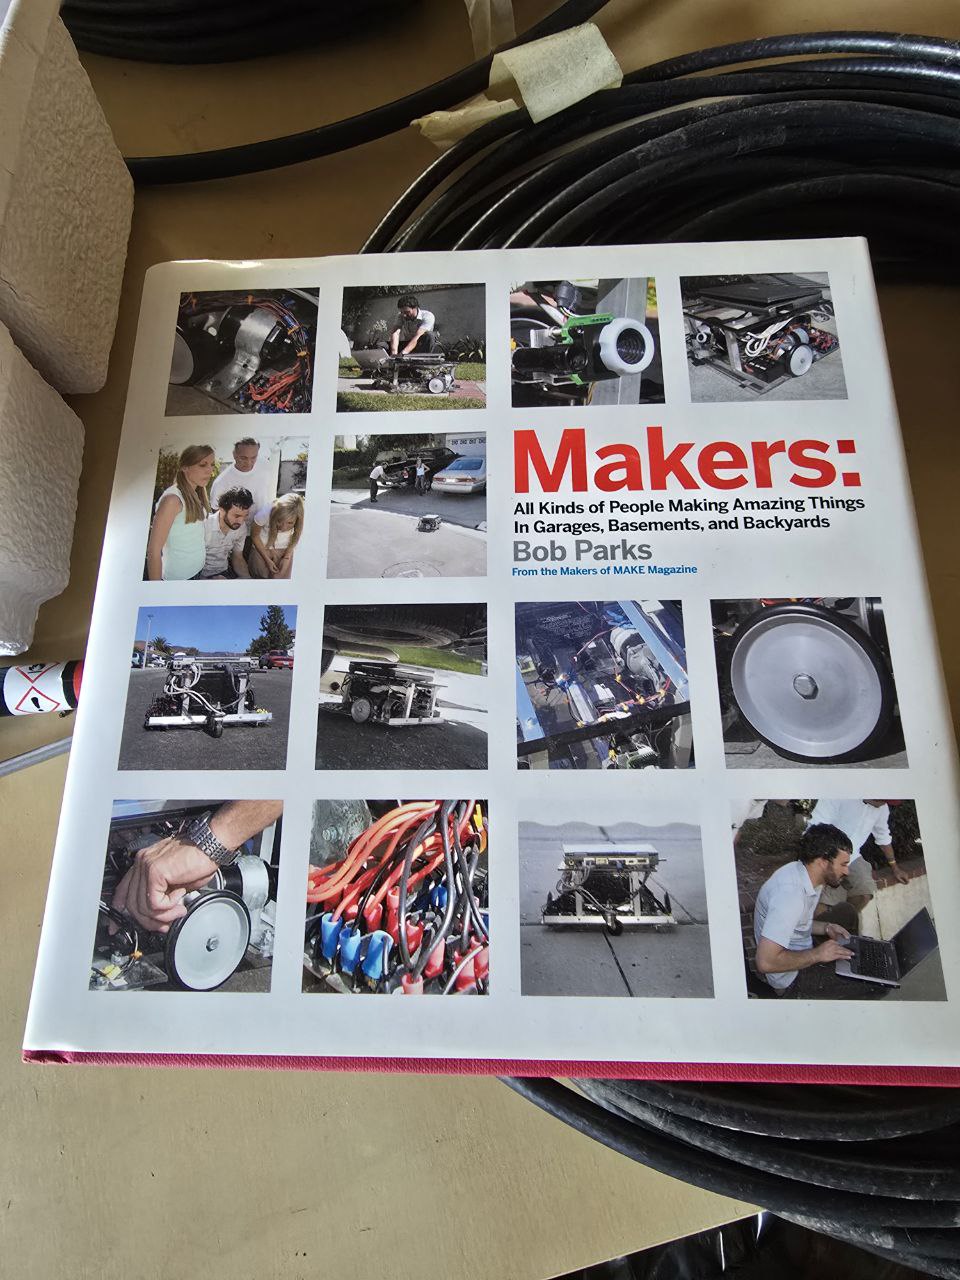 Makers:
All Kinds of People Making Amazing Things
In Garages, Basements, and Backyards
Bob Parks
From the Makers of MAKE Magazine